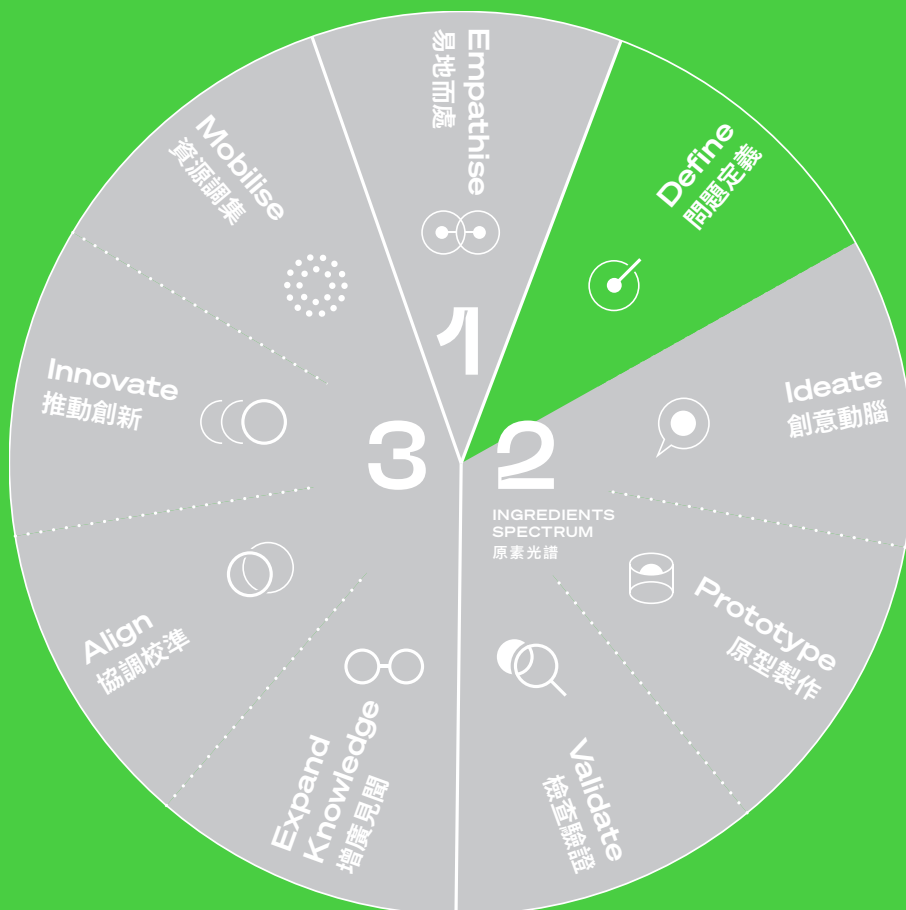 Empathise
易地而處
1
Define
問題定義
Ideate
創意動腦
2
INGREDIENTS
SPECTRUM
原素光譜
Prototype
原型製作
Validate
檢查驗證
Expand
Knowledge
增廣見聞
Align
協調校準
3
Innovate
推動創新
Mobilise
資源調集